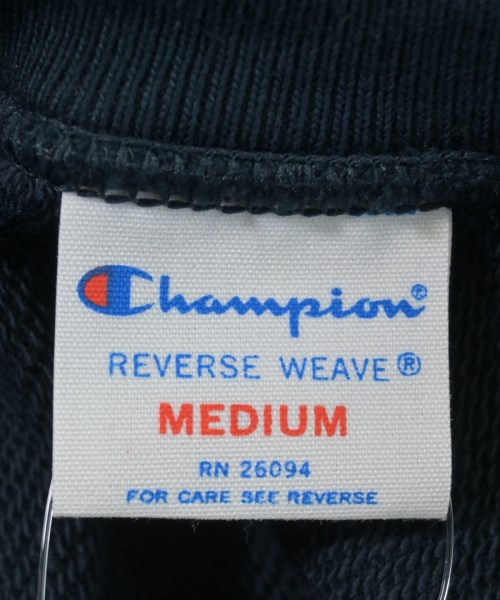 Champion®
REVERSE WEAVE®
MEDIUM
RN 26094
FOR CARE SEE REVERSE